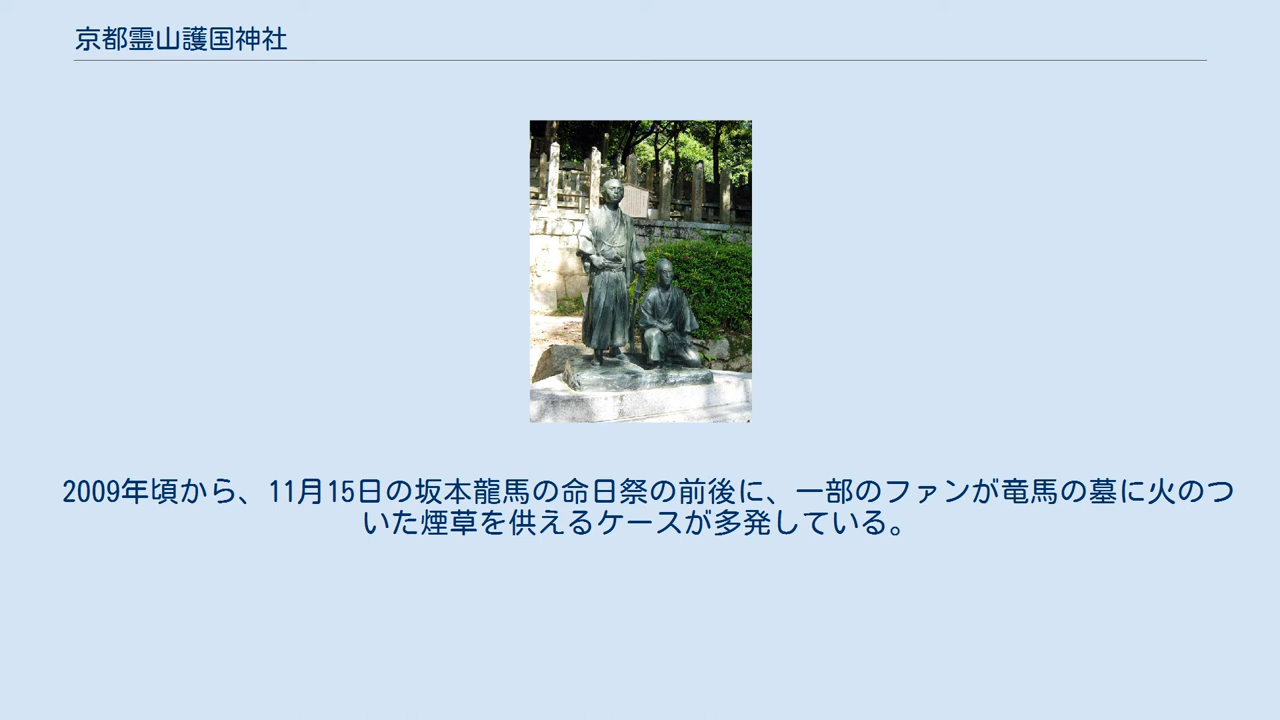 京都霊山護国神社
2009年頃から、11月15日の坂本龍馬の命日祭の前後に、一部のファンが竜馬の墓に火のつ
いた煙草を供えるケースが多発している。